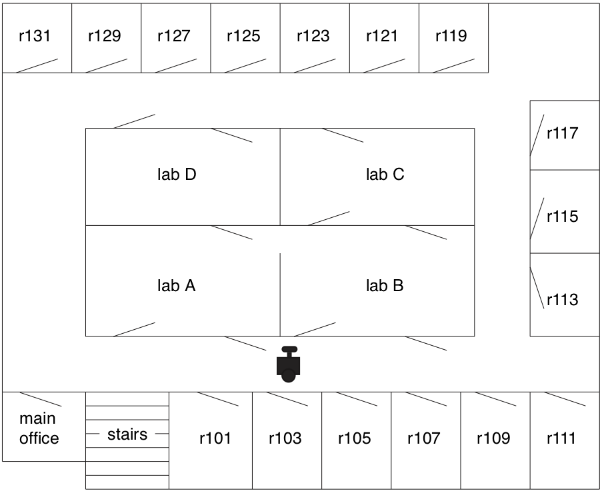 r131
r129
r127
r125
r123
r121
r119
r117
lab D
lab C
r115
lab A
lab B
r113
main
office
stairs
r101
r103
r105
r107
r109
r111